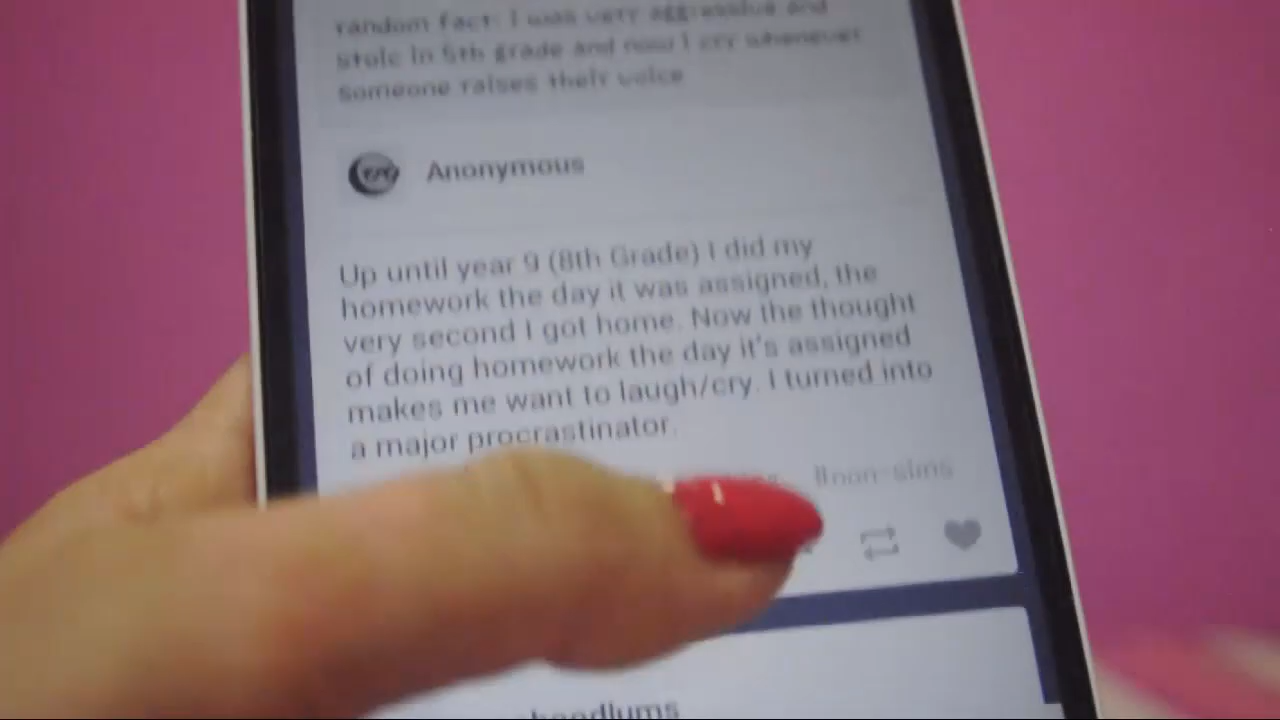 random fact: I was very aggressive and
stole in 5th grade and now I cry whenever
someone raises their voice
Anonymous
Up until year 9 (8th Grade) I did my
homework the day it was assigned, the
very second I got home. Now the thought
of doing homework the day it's assigned
makes me want to laugh/cry. I turned into
a major procrastinator.